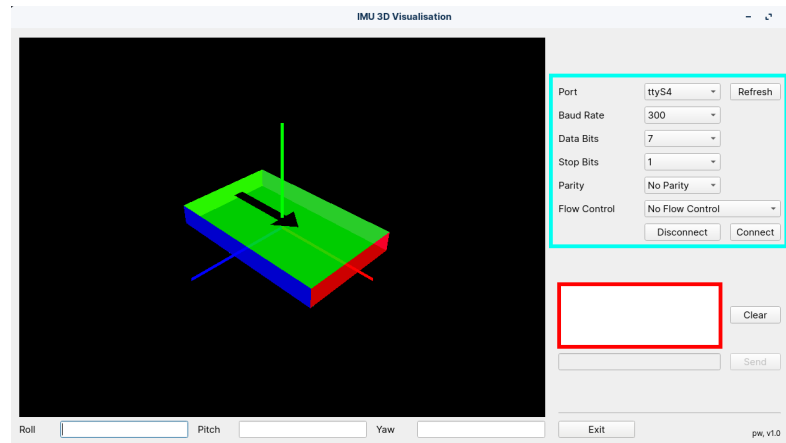 IMU 3D Visualisation
Port ttyS4 Refresh
Baud Rate 300
Data Bits 7
Stop Bits 1
Parity No Parity
Flow Control No Flow Control
Disconnect Connect
Clear
Send
Roll Pitch Yaw Exit pw, v1.0